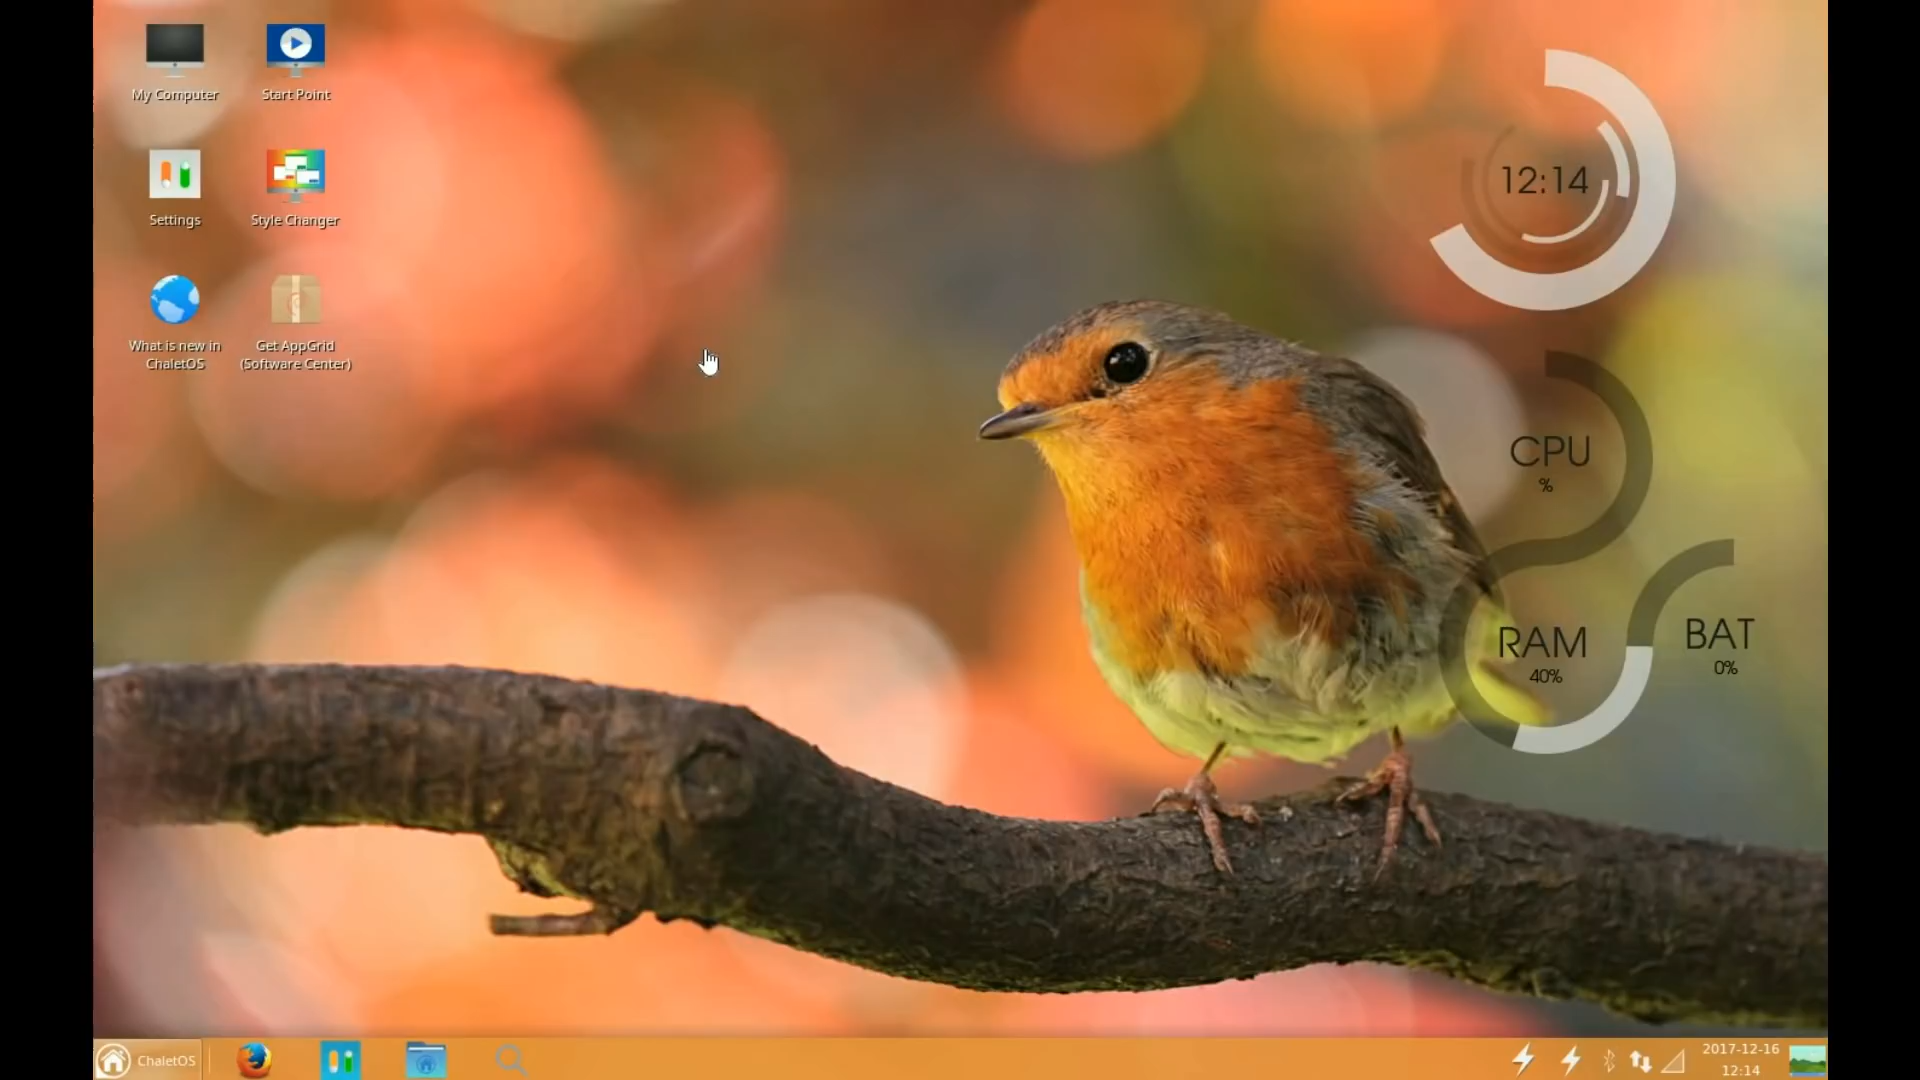 My Computer
Start Point
Settings
Style Changer
What is new in
ChaletOS
Get AppGrid
(Software Center)
12:14
CPU
%
RAM
40%
BAT
0%
ChaletOS
2017-12-16
12:14